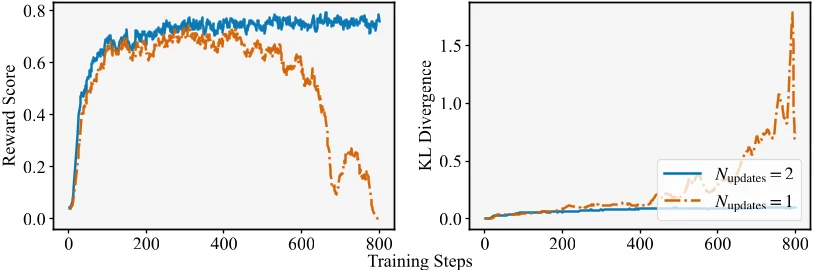 Reward Score
0.8
0.6
0.4
0.2
0.0
0 200 400 600 800
KL Divergence
1.5
1.0
0.5
0.0
0 200 400 600 800
N_updates = 2
N_updates = 1
Training Steps